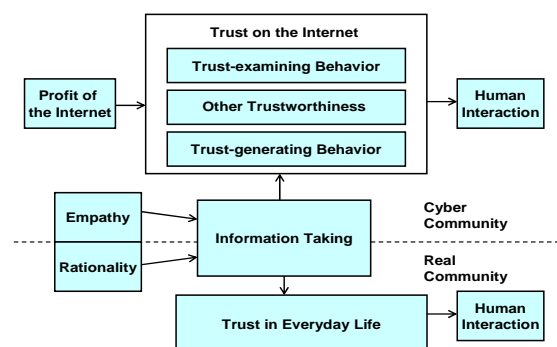 Trust on the Internet
Trust-examining Behavior
Other Trustworthiness
Trust-generating Behavior
Profit of
the Internet
Human
Interaction
Empathy
Rationality
Information Taking
Cyber
Community
Real
Community
Trust in Everyday Life
Human
Interaction